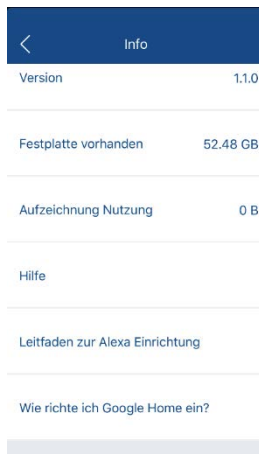 Info
Version 1.1.0
Festplatte vorhanden 52.48 GB
Aufzeichnung Nutzung 0 B
Hilfe
Leitfaden zur Alexa Einrichtung
Wie richte ich Google Home ein?